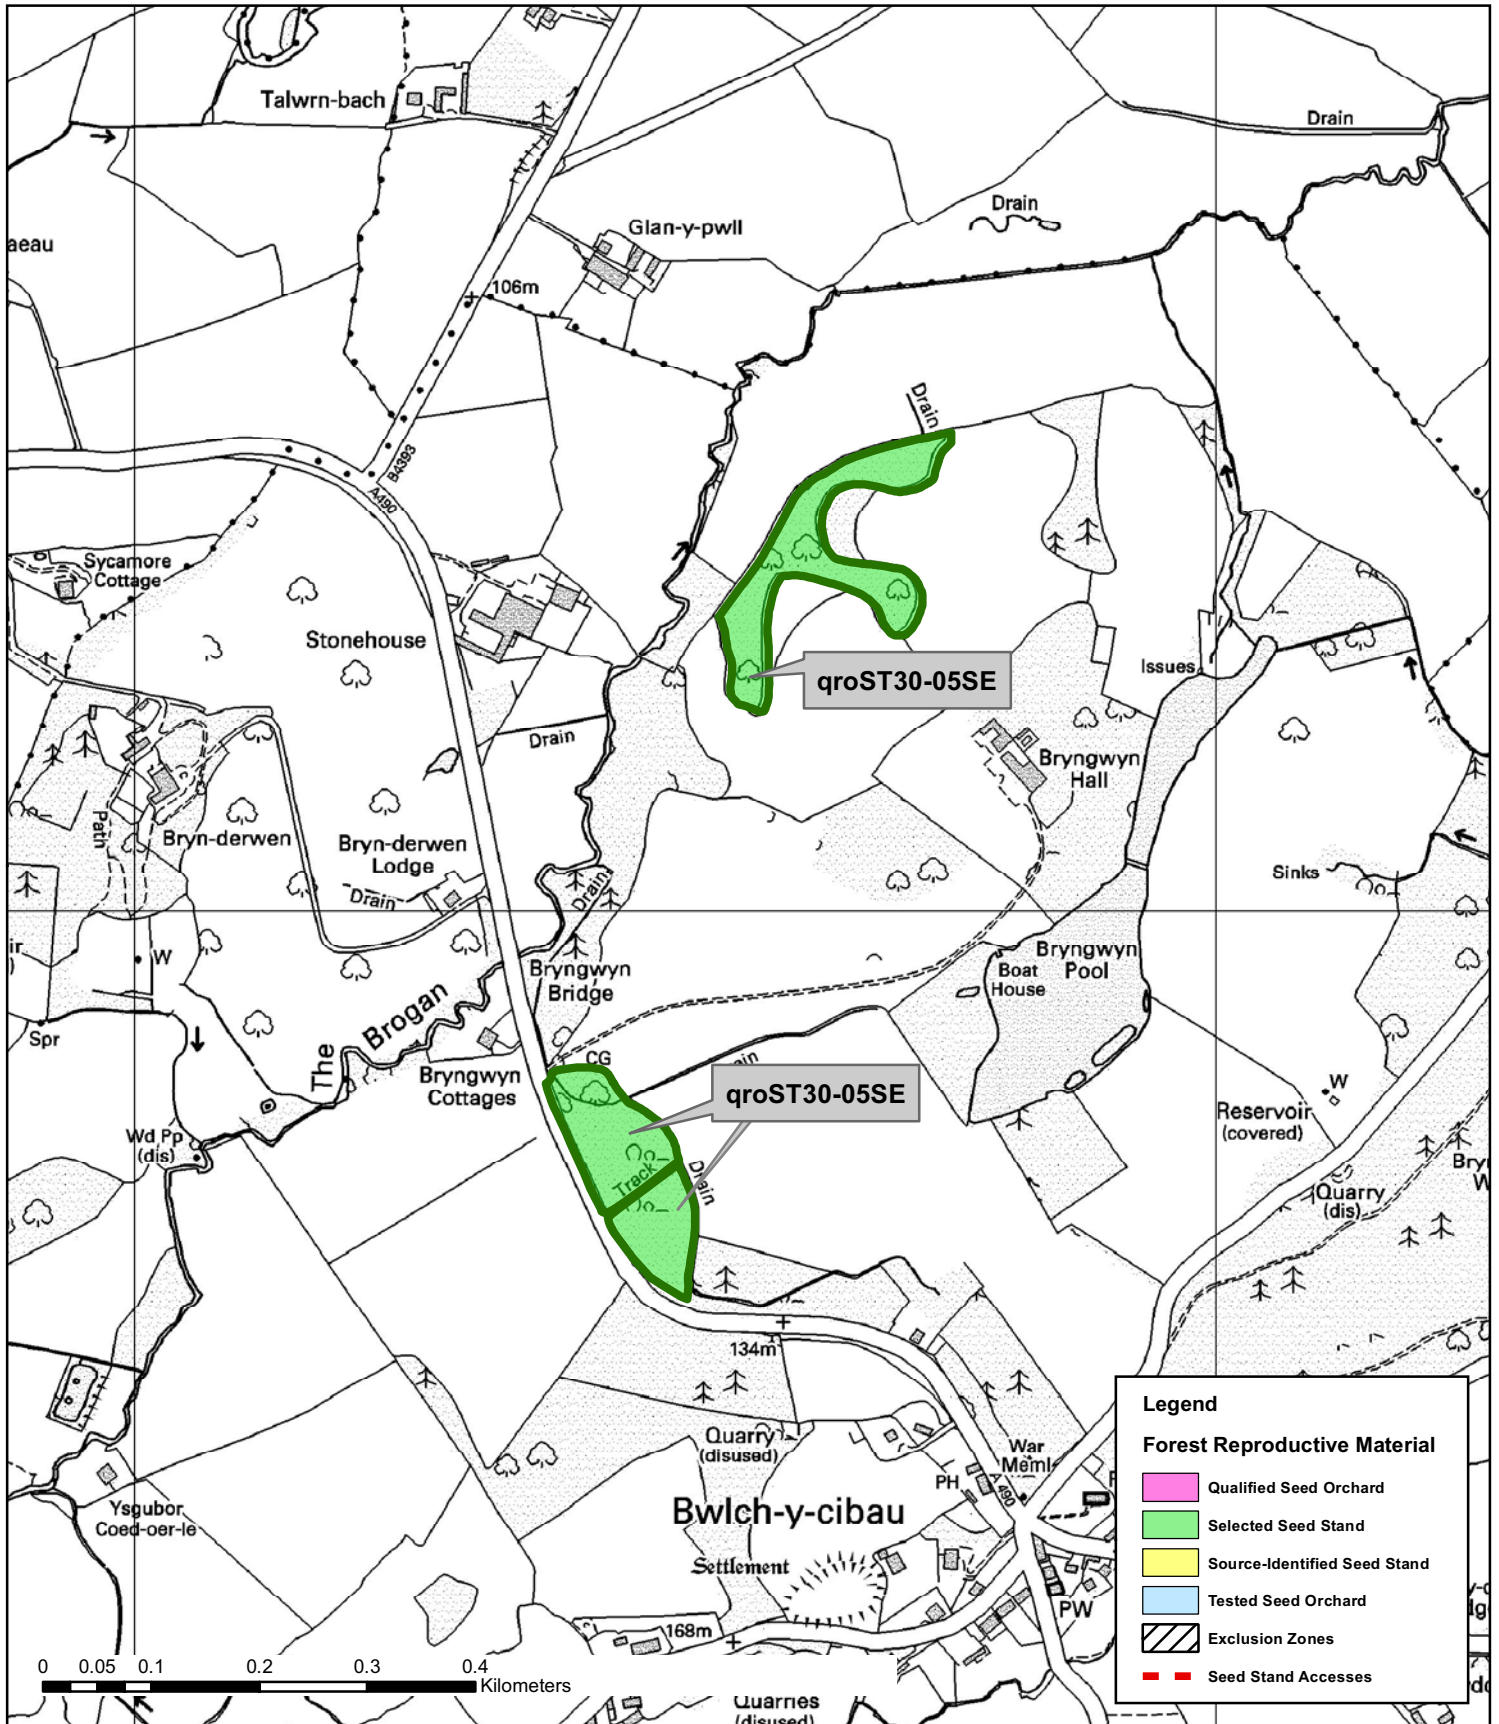 Talwrn-bach
Drain
Drain
Glan-y-pwll
aeau
106m
Drain
B4393
A490
Sycamore
Cottage
Stonehouse
Issues
qroST30-05SE
Drain
Bryngwyn
Hall
Path
Bryn-derwen
Bryn-derwen
Lodge
Drain
Drain
Sinks
ir
)
W
Bryngwyn
Bridge
Bryngwyn
Pool
Boat
House
The Brogan
Spr
CG
Bryngwyn
Cottages
ain
qroST30-05SE
W
Reservoir
(covered)
Wd Pp
(dis)
Track
Drain
Bry
W
Quarry
(dis)
134m
Quarry
(disused)
War
Meml
PH
A 490
Ysgubor
Coed-oer-le
Bwlch-y-cibau
Settlement
PW
168m
Quarries
(disused)
0 0.05 0.1 0.2 0.3 0.4
Kilometers
Legend
Forest Reproductive Material
Qualified Seed Orchard
Selected Seed Stand
Source-Identified Seed Stand
Tested Seed Orchard
Exclusion Zones
Seed Stand Accesses